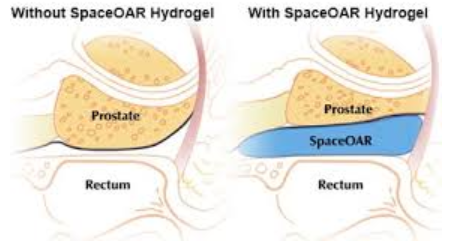 Without SpaceOAR Hydrogel
With SpaceOAR Hydrogel
Prostate
Rectum
Prostate
SpaceOAR
Rectum